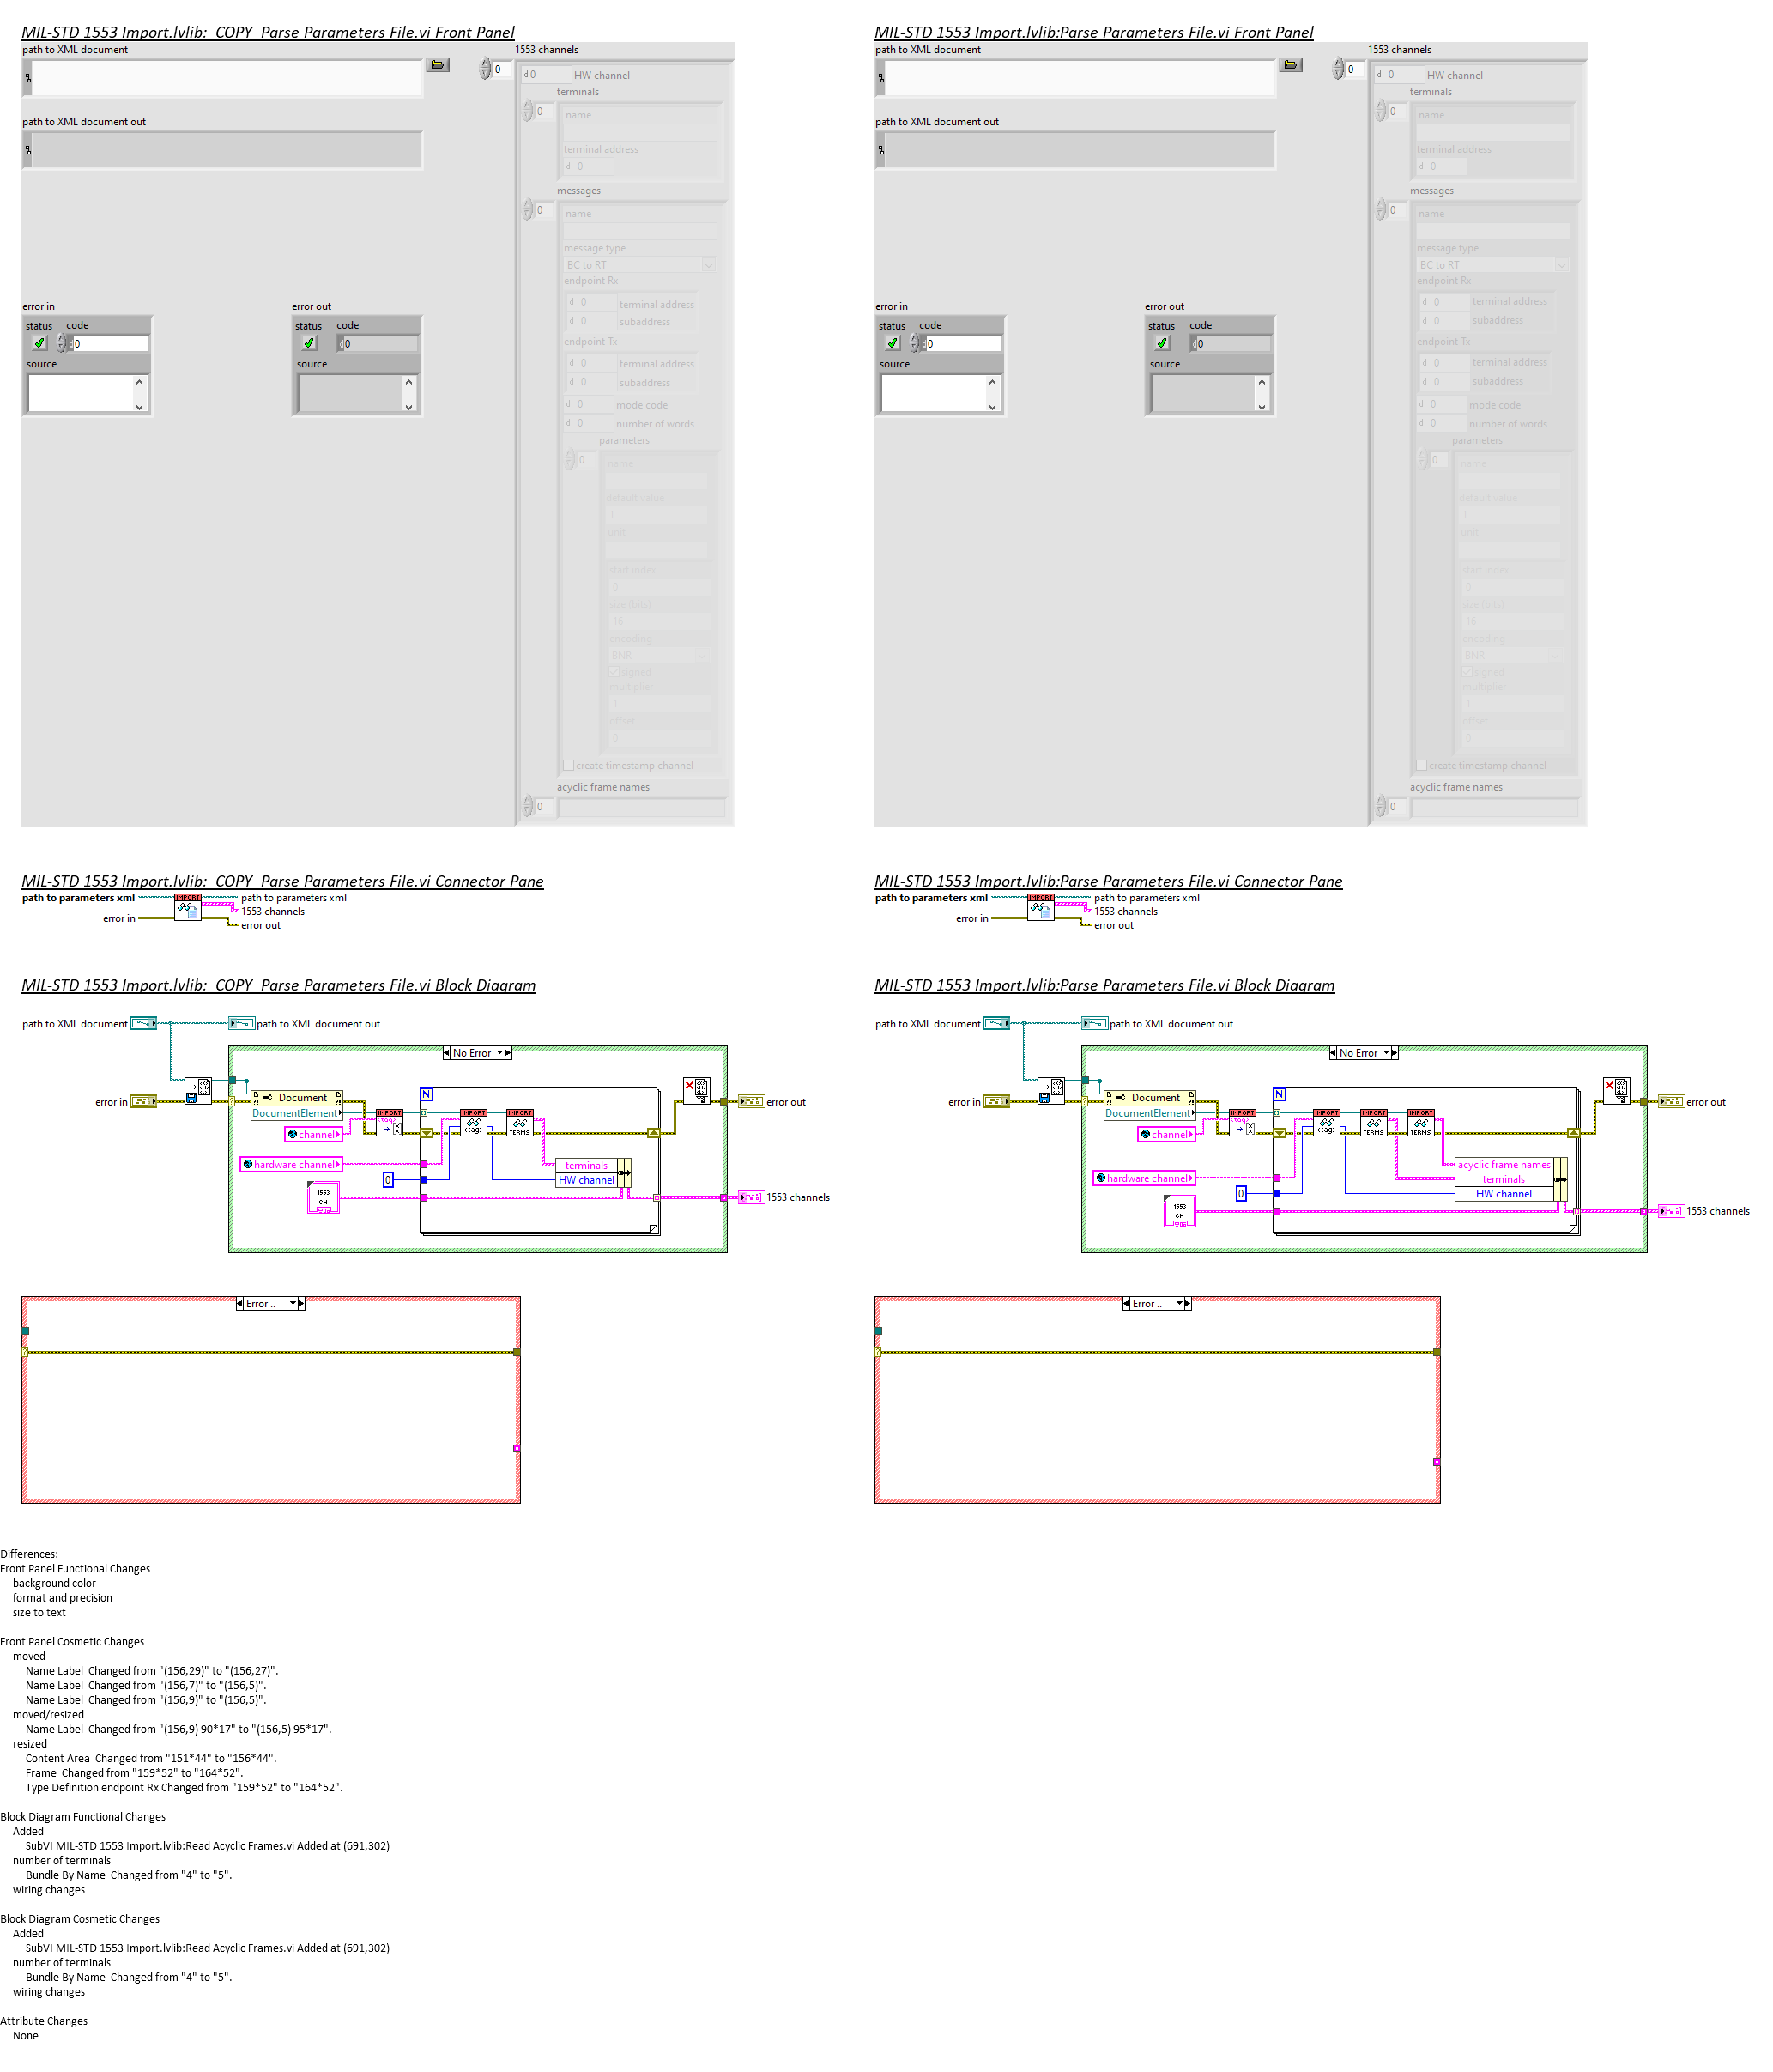 MIL-STD 1553 Import.lvlib:  COPY  Parse Parameters File.vi Front Panel
path to XML document
1553 channels
0
d 0 HW channel
terminals
0
name
path to XML document out
terminal address
d 0
messages
0
name
message type
BC to RT
endpoint Rx
d 0 terminal address
d 0 subaddress
endpoint Tx
d 0 terminal address
d 0 subaddress
d 0 mode code
d 0 number of words
parameters
0
name
default value
1
unit
start index
0
size (bits)
16
encoding
BNR
signed
multiplier
1
offset
0
create timestamp channel
acyclic frame names
0
error in
status code
d0
source
error out
status code
d0
source
MIL-STD 1553 Import.lvlib:Parse Parameters File.vi Front Panel
path to XML document
1553 channels
0
d 0 HW channel
terminals
0
name
path to XML document out
terminal address
d 0
messages
0
name
message type
BC to RT
endpoint Rx
d 0 terminal address
d 0 subaddress
endpoint Tx
d 0 terminal address
d 0 subaddress
d 0 mode code
d 0 number of words
parameters
0
name
default value
1
unit
start index
0
size (bits)
16
encoding
BNR
signed
multiplier
1
offset
0
create timestamp channel
acyclic frame names
0
error in
status code
d0
source
error out
status code
d0
source
MIL-STD 1553 Import.lvlib:  COPY  Parse Parameters File.vi Connector Pane
path to parameters xml
IMPORT
path to parameters xml
1553 channels
error in
error out
MIL-STD 1553 Import.lvlib:Parse Parameters File.vi Connector Pane
path to parameters xml
IMPORT
path to parameters xml
1553 channels
error in
error out
MIL-STD 1553 Import.lvlib:  COPY  Parse Parameters File.vi Block Diagram
path to XML document
path to XML document out
No Error
N
Document
error in
error out
DocumentElement
IMPORT
IMPORT
IMPORT
<tag>
<tag>
TERMS
channel
hardware channel
terminals
0
HW channel
1553
CH
1553 channels
Error ..
MIL-STD 1553 Import.lvlib:Parse Parameters File.vi Block Diagram
path to XML document
path to XML document out
No Error
N
Document
error in
error out
DocumentElement
IMPORT
IMPORT
IMPORT
IMPORT
<tag>
<tag>
TERMS
TERMS
channel
acyclic frame names
hardware channel
terminals
0
HW channel
1553
CH
1553 channels
Error ..
Differences:
Front Panel Functional Changes
background color
format and precision
size to text
Front Panel Cosmetic Changes
moved
Name Label  Changed from "(156,29)" to "(156,27)".
Name Label  Changed from "(156,7)" to "(156,5)".
Name Label  Changed from "(156,9)" to "(156,5)".
moved/resized
Name Label  Changed from "(156,9) 90*17" to "(156,5) 95*17".
resized
Content Area  Changed from "151*44" to "156*44".
Frame  Changed from "159*52" to "164*52".
Type Definition endpoint Rx Changed from "159*52" to "164*52".
Block Diagram Functional Changes
Added
SubVI MIL-STD 1553 Import.lvlib:Read Acyclic Frames.vi Added at (691,302)
number of terminals
Bundle By Name  Changed from "4" to "5".
wiring changes
Block Diagram Cosmetic Changes
Added
SubVI MIL-STD 1553 Import.lvlib:Read Acyclic Frames.vi Added at (691,302)
number of terminals
Bundle By Name  Changed from "4" to "5".
wiring changes
Attribute Changes
None